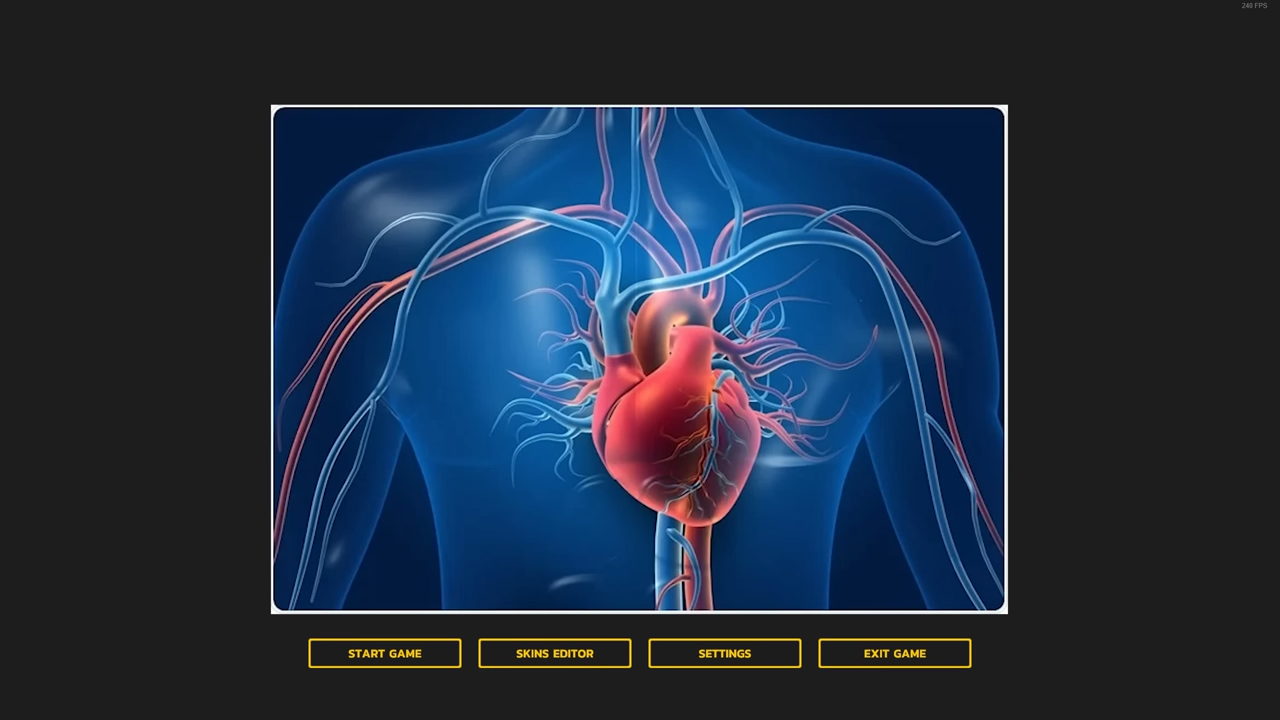 240 FPS
START GAME
SKINS EDITOR
SETTINGS
EXIT GAME